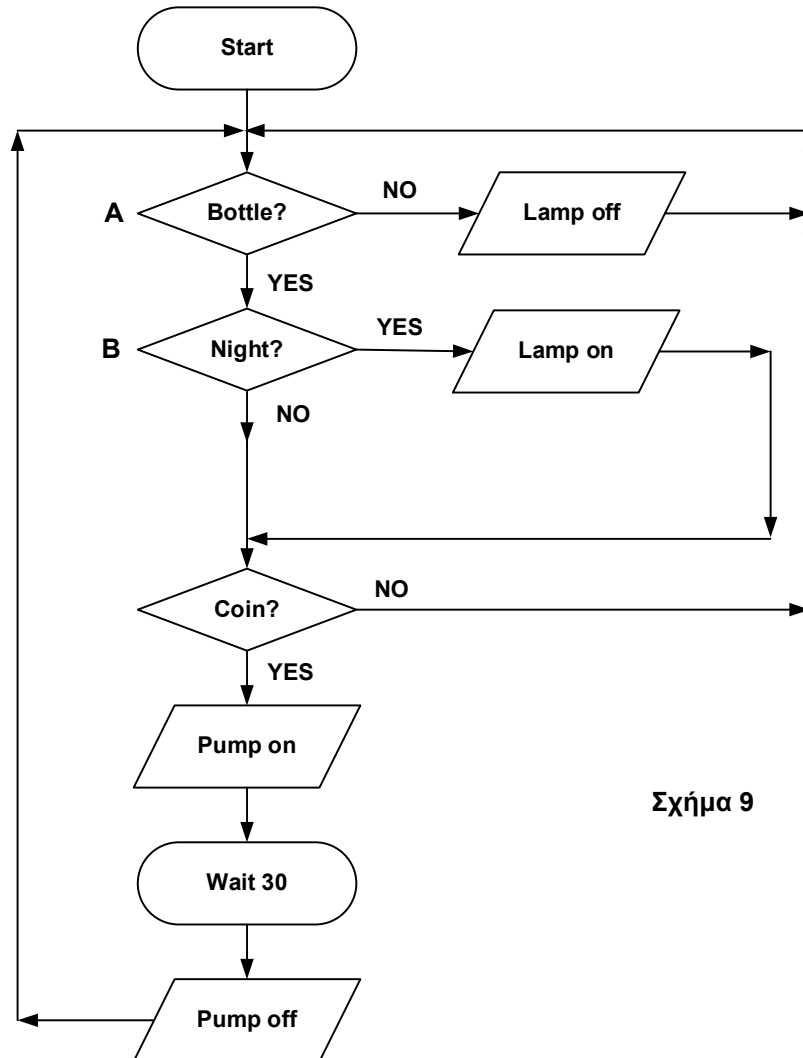 Start
A
Bottle?
NO
Lamp off
YES
B
Night?
YES
Lamp on
NO
Coin?
NO
YES
Pump on
Σχήμα 9
Wait 30
Pump off